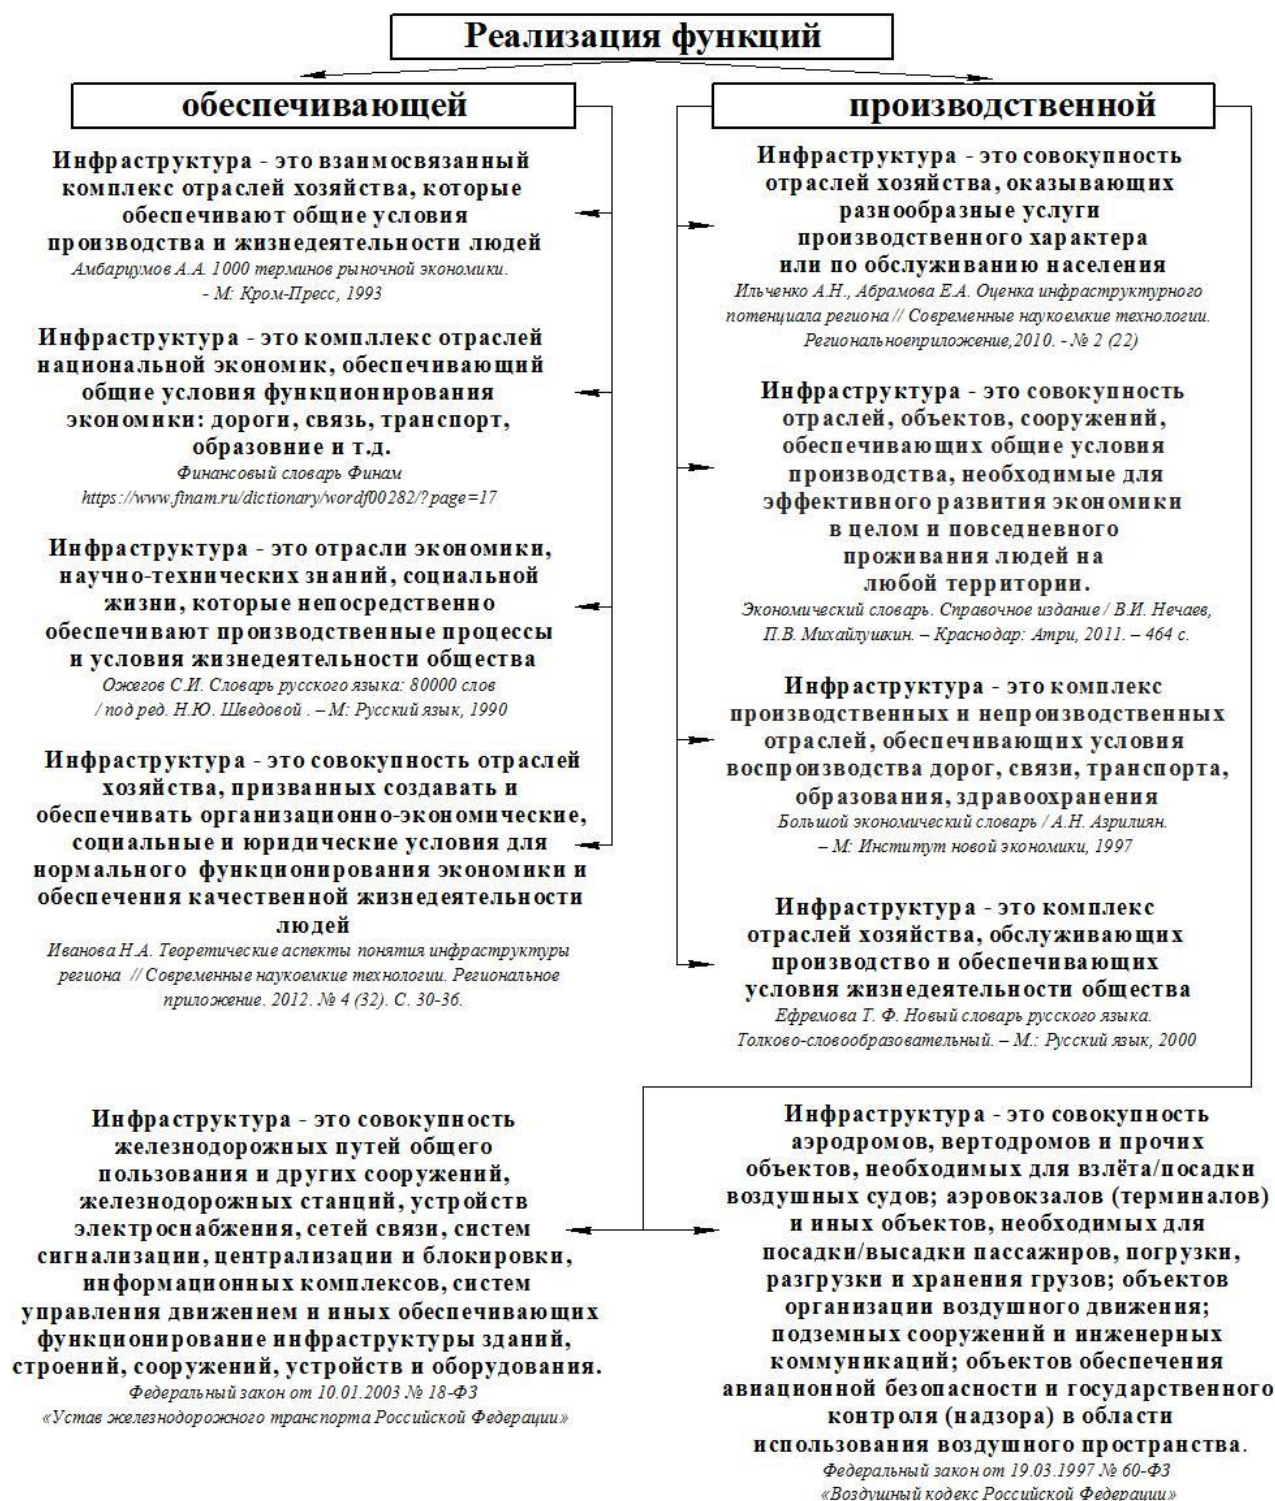 Реализация функций
обеспечивающей
Инфраструктура - это взаимосвязанный
комплекс отраслей хозяйства, которые
обеспечивают общие условия
производства и жизнедеятельности людей
Амбарцумов А.А. 1000 терминов рыночной экономики.
- М: Кром-Пресс, 1993
Инфраструктура - это компллекс отраслей
национальной экономик, обеспечивающий
общие условия функционирования
экономики: дороги, связь, транспорт,
образовние и т.д.
Финансовый словарь Финам
https://www.finam.ru/dictionary/wordf00282/?page=17
Инфраструктура - это отрасли экономики,
научно-технических знаний, социальной
жизни, которые непосредственно
обеспечивают производственные процессы
и условия жизнедеятельности общества
Ожегов С.И. Словарь русского языка: 80000 слов
/ под ред. Н.Ю. Шведовой . – М: Русский язык, 1990
Инфраструктура - это совокупность отраслей
хозяйства, призванных создавать и
обеспечивать организационно-экономические,
социальные и юридические условия для
нормального функционирования экономики и
обеспечения качественной жизнедеятельности
людей
Иванова Н.А. Теоретические аспекты понятия инфраструктуры
региона // Современные наукоемкие технологии. Региональное
приложение. 2012. № 4 (32). С. 30-36.
производственной
Инфраструктура - это совокупность
отраслей хозяйства, оказывающих
разнообразные услуги
производственного характера
или по обслуживанию населения
Ильченко А.Н., Абрамова Е.А. Оценка инфраструктурного
потенциала региона // Современные наукоемкие технологии.
Региональноеприложение,2010. - № 2 (22)
Инфраструктура - это совокупность
отраслей, объектов, сооружений,
обеспечивающих общие условия
производства, необходимые для
эффективного развития экономики
в целом и повседневного
проживания людей на
любой территории.
Экономический словарь. Справочное издание / В.И. Нечаев,
П.В. Михайлушкин. – Краснодар: Атри, 2011. – 464 с.
Инфраструктура - это комплекс
производственных и непроизводственных
отраслей, обеспечивающих условия
воспроизводства дорог, связи, транспорта,
образования, здравоохранения
Большой экономический словарь / А.Н. Азрилиян.
– М: Институт новой экономики, 1997
Инфраструктура - это комплекс
отраслей хозяйства, обслуживающих
производство и обеспечивающих
условия жизнедеятельности общества
Ефремова Т. Ф. Новый словарь русского языка.
Толково-словообразовательный. – М.: Русский язык, 2000
Инфраструктура - это совокупность
железнодорожных путей общего
пользования и других сооружений,
железнодорожных станций, устройств
электроснабжения, сетей связи, систем
сигнализации, централизации и блокировки,
информационных комплексов, систем
управления движением и иных обеспечивающих
функционирование инфраструктуры зданий,
строений, сооружений, устройств и оборудования.
Федеральный закон от 10.01.2003 № 18-ФЗ
«Устав железнодорожного транспорта Российской Федерации»
Инфраструктура - это совокупность
аэродромов, вертодромов и прочих
объектов, необходимых для взлёта/посадки
воздушных судов; аэровокзалов (терминалов)
и иных объектов, необходимых для
посадки/высадки пассажиров, погрузки,
разгрузки и хранения грузов; объектов
организации воздушного движения;
подземных сооружений и инженерных
коммуникаций; объектов обеспечения
авиационной безопасности и государственного
контроля (надзора) в области
использования воздушного пространства.
Федеральный закон от 19.03.1997 № 60-ФЗ
«Воздушный кодекс Российской Федерации»